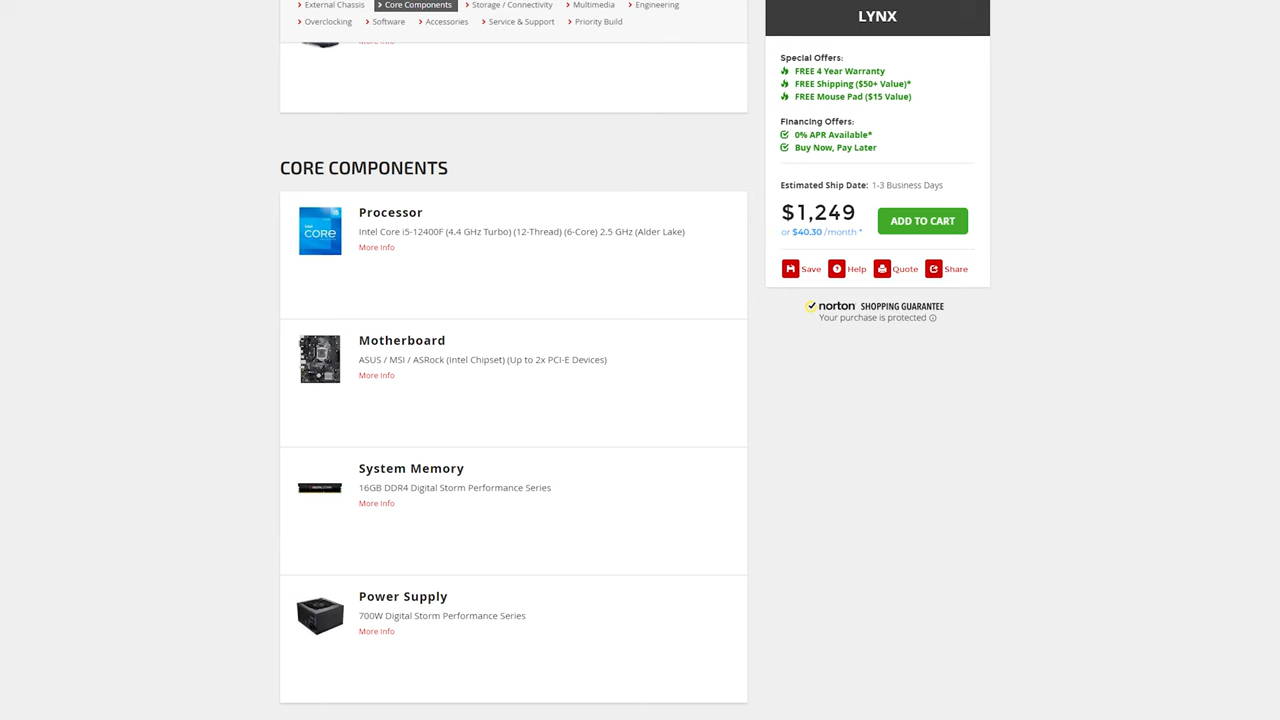 External Chassis
Core Components
Storage / Connectivity
Multimedia
Engineering
Overclocking
Software
Accessories
Service & Support
Priority Build
More Info
CORE COMPONENTS
Processor
Intel Core i5-12400F (4.4 GHz Turbo) (12-Thread) (6-Core) 2.5 GHz (Alder Lake)
More Info
Motherboard
ASUS / MSI / ASRock (Intel Chipset) (Up to 2x PCI-E Devices)
More Info
System Memory
16GB DDR4 Digital Storm Performance Series
More Info
Power Supply
700W Digital Storm Performance Series
More Info
LYNX
Special Offers:
FREE 4 Year Warranty
FREE Shipping ($50+ Value)*
FREE Mouse Pad ($15 Value)
Financing Offers:
0% APR Available*
Buy Now, Pay Later
Estimated Ship Date: 1-3 Business Days
$1,249
or $40.30 /month *
ADD TO CART
Save
Help
Quote
Share
norton SHOPPING GUARANTEE
Your purchase is protected